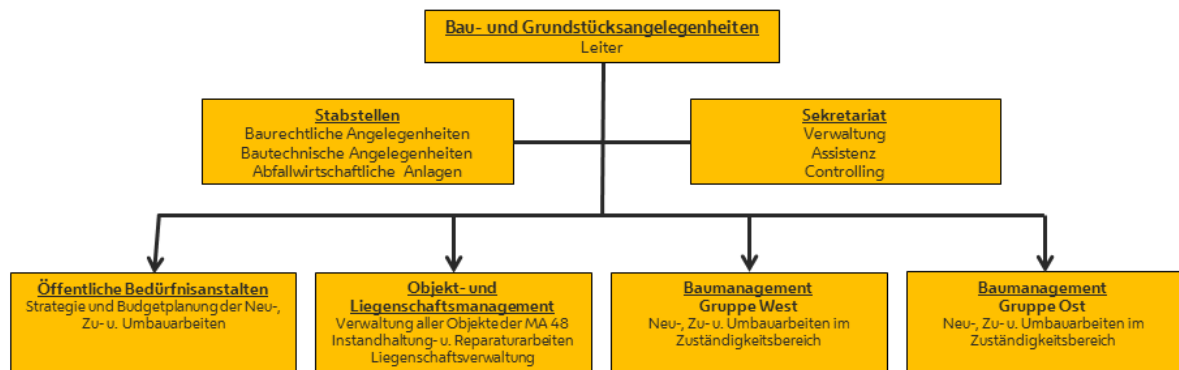 Bau- und Grundstücksangelegenheiten
Leiter
Stabstellen
Baurechtliche Angelegenheiten
Bautechnische Angelegenheiten
Abfallwirtschaftliche Anlagen
Sekretariat
Verwaltung
Assistenz
Controlling
Öffentliche Bedürfnisanstalten
Strategie und Budgetplanung der Neu-,
Zu- u. Umbauarbeiten
Objekt- und
Liegenschaftsmanagement
Verwaltung aller Objekte der MA 48
Instandhaltung- u. Reparaturarbeiten
Liegenschaftsverwaltung
Baumanagement
Gruppe West
Neu-, Zu- u. Umbauarbeiten im
Zuständigkeitsbereich
Baumanagement
Gruppe Ost
Neu-, Zu- u. Umbauarbeiten im
Zuständigkeitsbereich